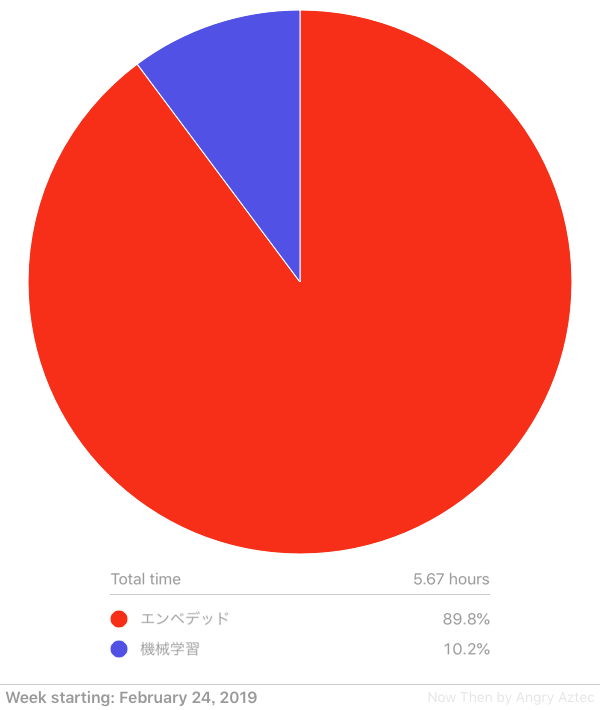 Total time 5.67 hours
エンベデッド 89.8%
機械学習 10.2%
Week starting: February 24, 2019 Now Then by Angry Aztec